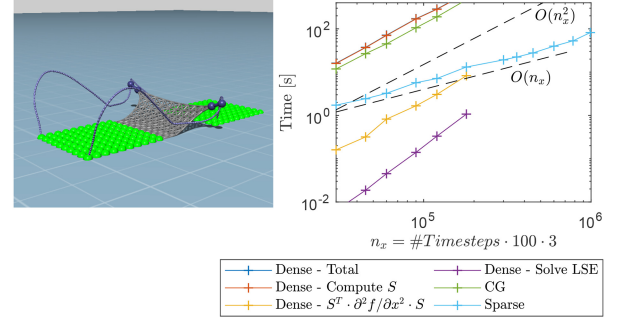 10^2
10^0
10^-2
Time [s]
O(n_x^2)
O(n_x)
10^5
10^6
n_x = #Timesteps · 100 · 3
Dense - Total
Dense - Compute S
Dense - S^T · ∂^2f/∂x^2 · S
Dense - Solve LSE
CG
Sparse